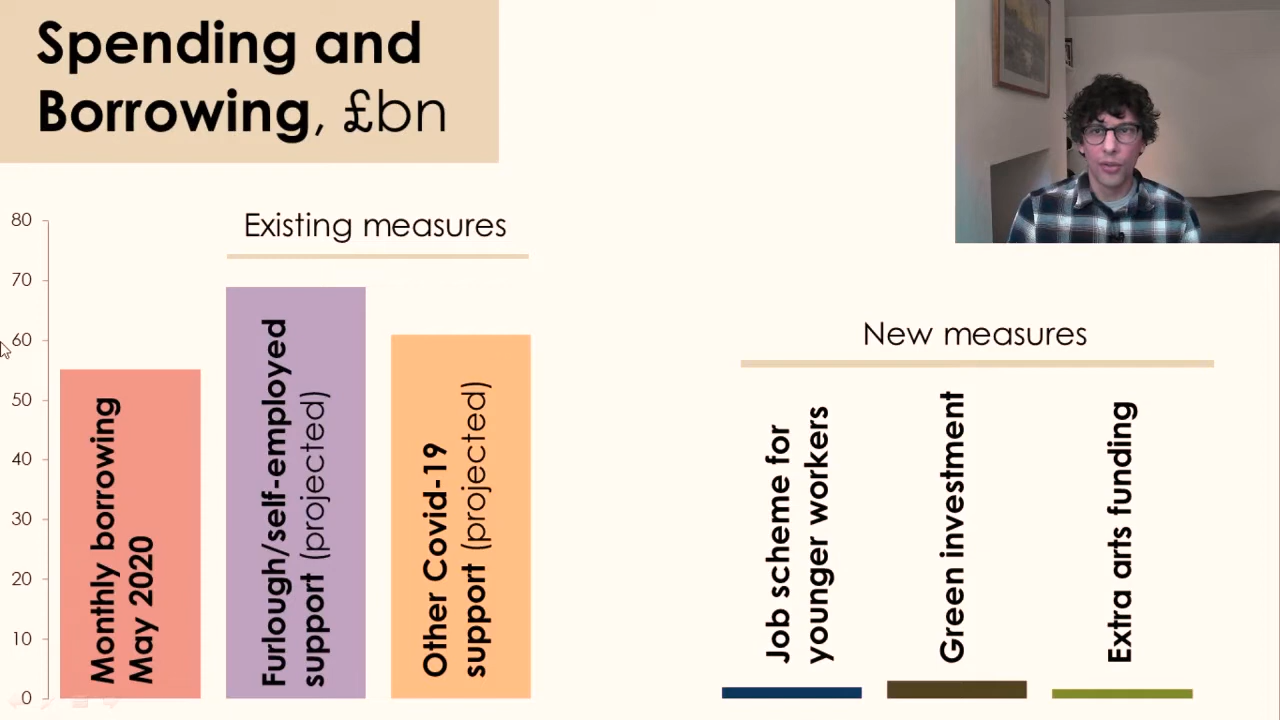 Spending and
Borrowing, £bn
Existing measures
New measures
80
70
60
50
40
30
20
10
0
Monthly borrowing
May 2020
Furlough/self-employed
support (projected)
Other Covid-19
support (projected)
Job scheme for
younger workers
Green investment
Extra arts funding